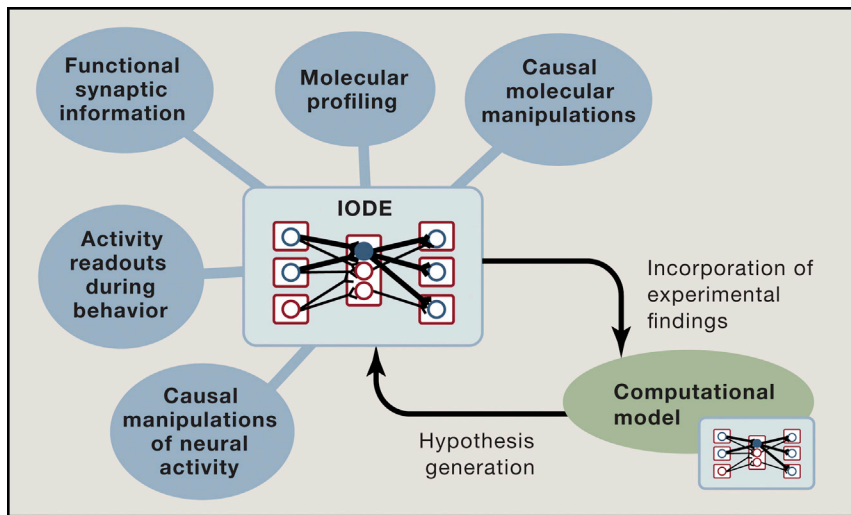 Functional
synaptic
information
Molecular
profiling
Causal
molecular
manipulations
IODE
Activity
readouts
during
behavior
Incorporation of
experimental
findings
Causal
manipulations
of neural
activity
Hypothesis
generation
Computational
model